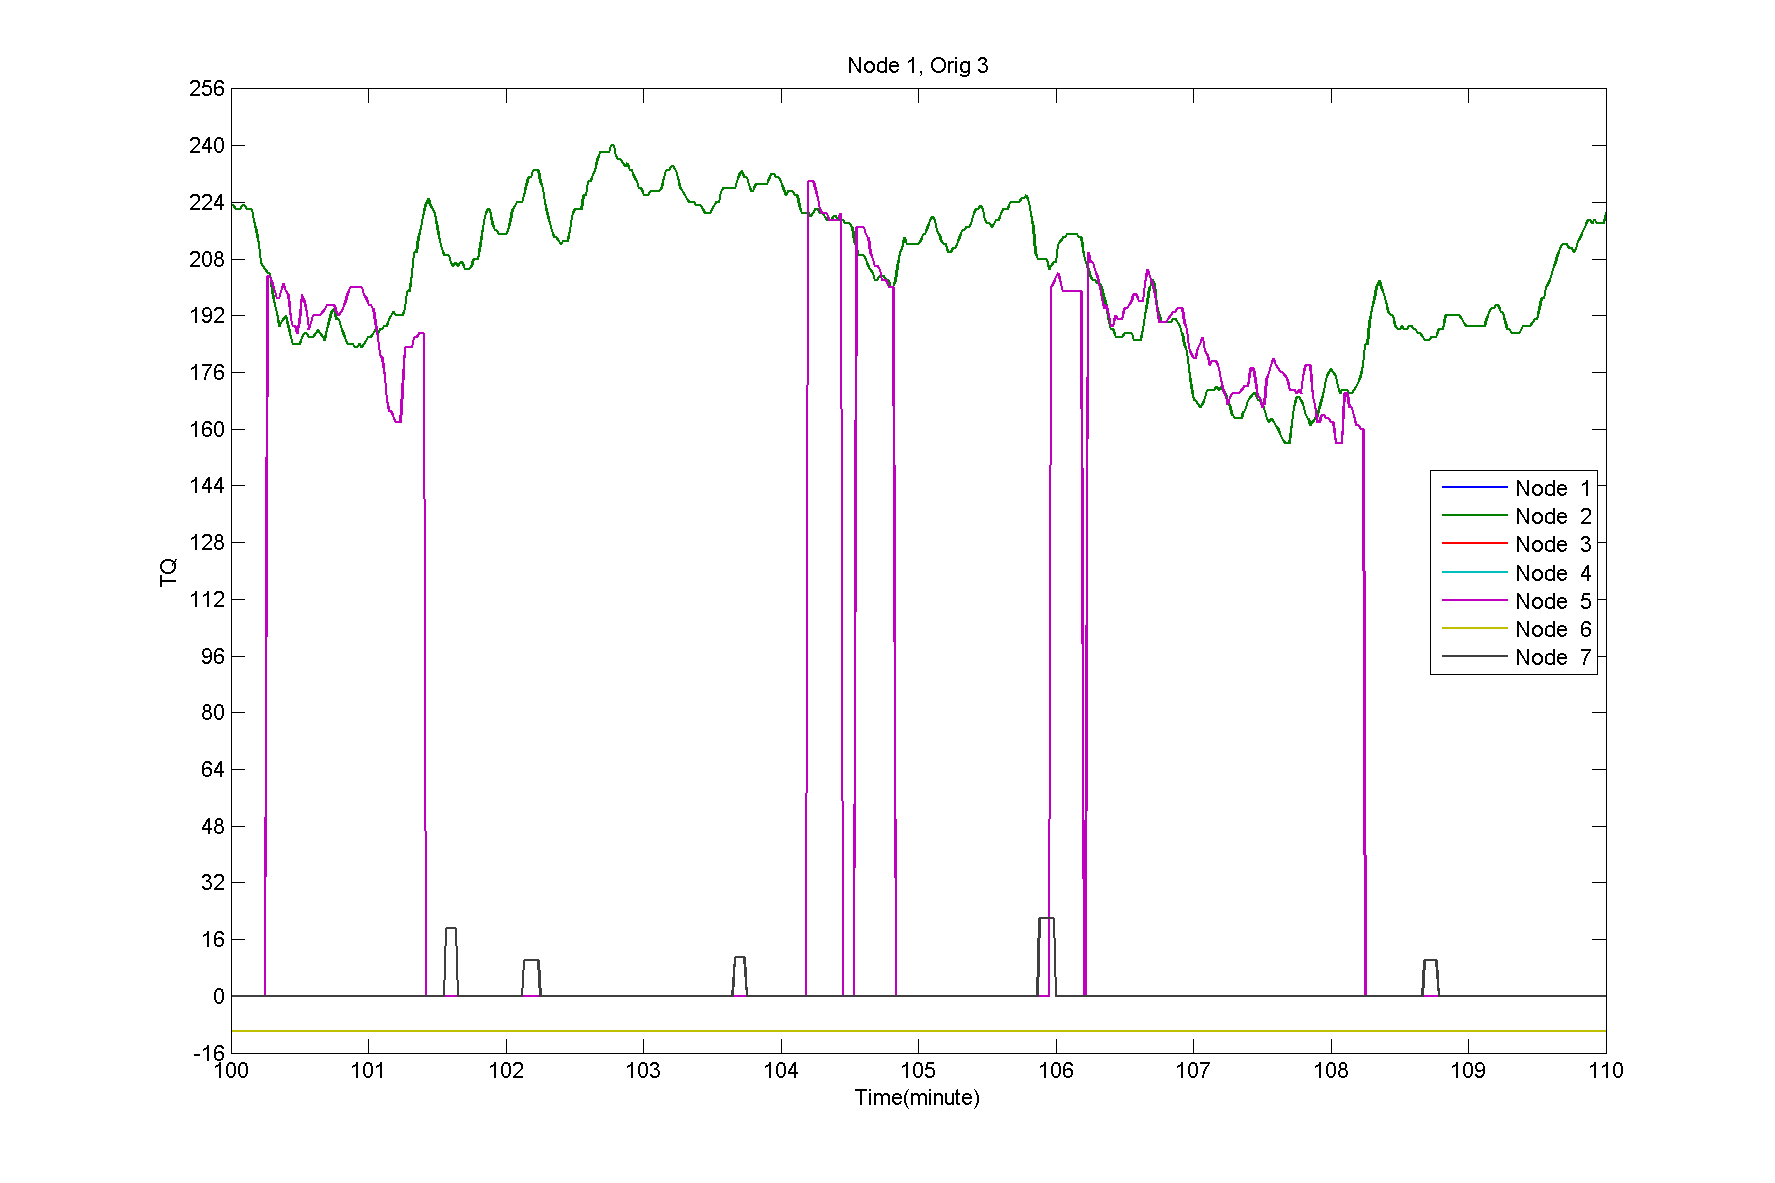 Node 1, Orig 3
256
240
224
208
192
176
160
144
128
112
96
80
64
48
32
16
0
-16
TQ
100 101 102 103 104 105 106 107 108 109 110
Time(minute)
Node 1
Node 2
Node 3
Node 4
Node 5
Node 6
Node 7